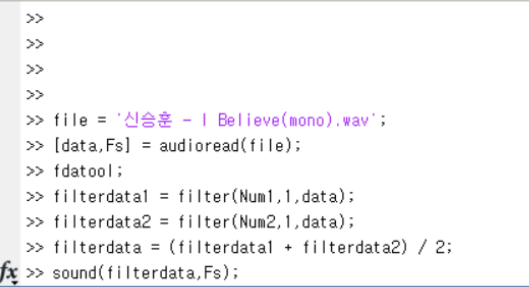 >>
>>
>>
>>
>> file = '신승훈 - I Believe(mono).wav';
>> [data,Fs] = audioread(file);
>> fdatool;
>> filterdata1 = filter(Num1,1,data);
>> filterdata2 = filter(Num2,1,data);
>> filterdata = (filterdata1 + filterdata2) / 2;
fx >> sound(filterdata,Fs);